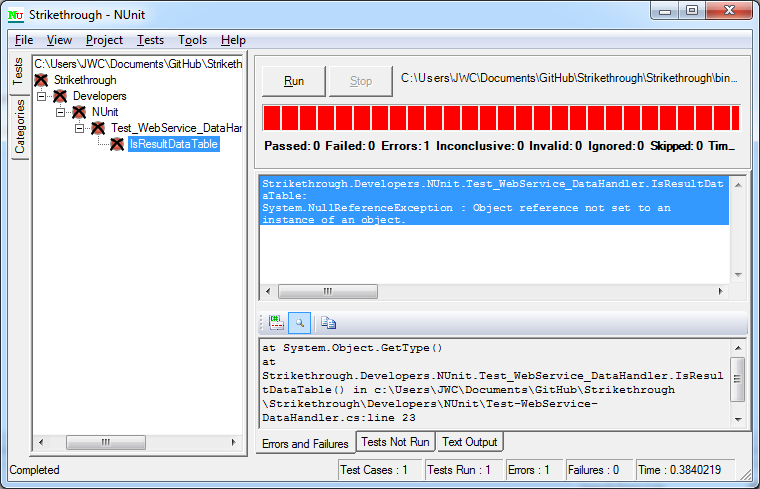 Strikethrough - NUnit
File View Project Tests Tools Help
Tests
Categories
C:\Users\JWC\Documents\GitHub\Striketh
Strikethrough
Developers
NUnit
Test_WebService_DataHan
IsResultDataTable
Run
Stop
C:\Users\JWC\Documents\GitHub\Strikethrough\Strikethrough\bin...
Passed: 0 Failed: 0 Errors: 1 Inconclusive: 0 Invalid: 0 Ignored: 0 Skipped: 0 Tim...
Strikethrough.Developers.NUnit.Test_WebService_DataHandler.IsResultDat
aTable:
System.NullReferenceException : Object reference not set to an
instance of an object.
at System.Object.GetType()
at
Strikethrough.Developers.NUnit.Test_WebService_DataHandler.IsResul
tDataTable() in c:\Users\JWC\Documents\GitHub\Strikethrough
\Strikethrough\Developers\NUnit\Test-WebService-
DataHandler.cs:line 23
Errors and Failures
Tests Not Run
Text Output
Completed
Test Cases : 1
Tests Run : 1
Errors : 1
Failures : 0
Time : 0.3840219